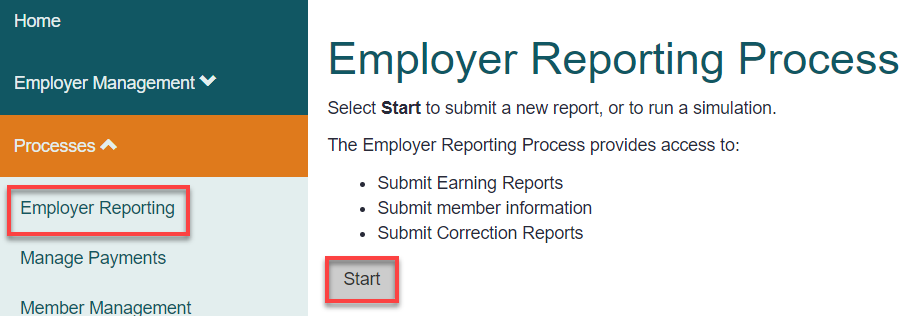 Home
Employer Management
Processes
Employer Reporting
Manage Payments
Member Management
Employer Reporting Process
Select Start to submit a new report, or to run a simulation.
The Employer Reporting Process provides access to:
• Submit Earning Reports
• Submit member information
• Submit Correction Reports
Start